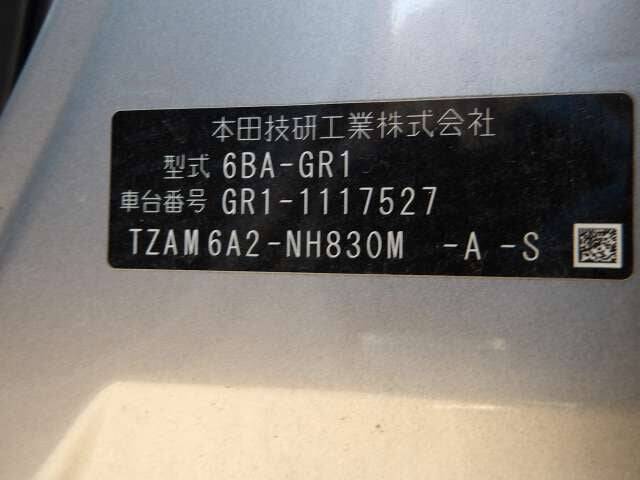 本田技研工業株式会社
型式 6BA-GR1
車台番号 GR1-1117527
TZAM6A2-NH830M -A -S